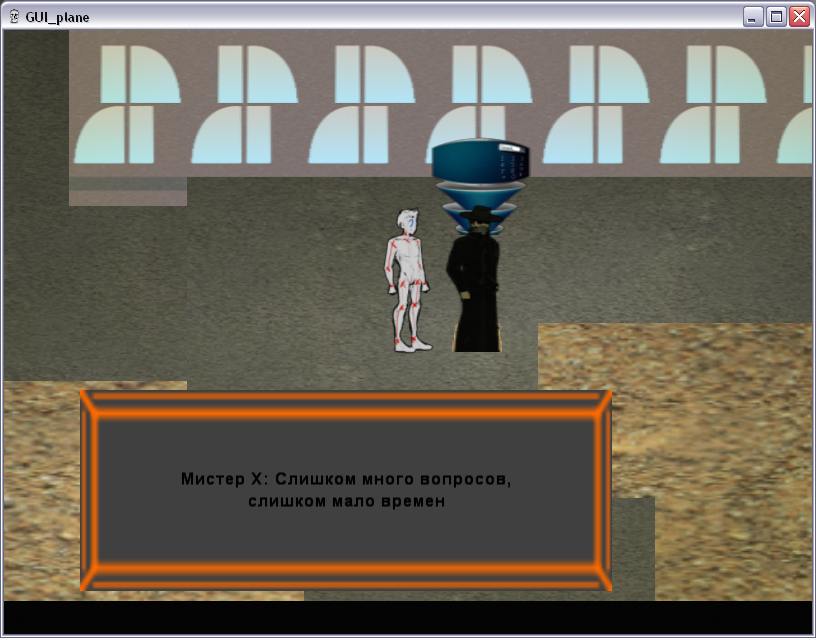 GUI_plane
Мистер X: Слишком много вопросов,
слишком мало времен